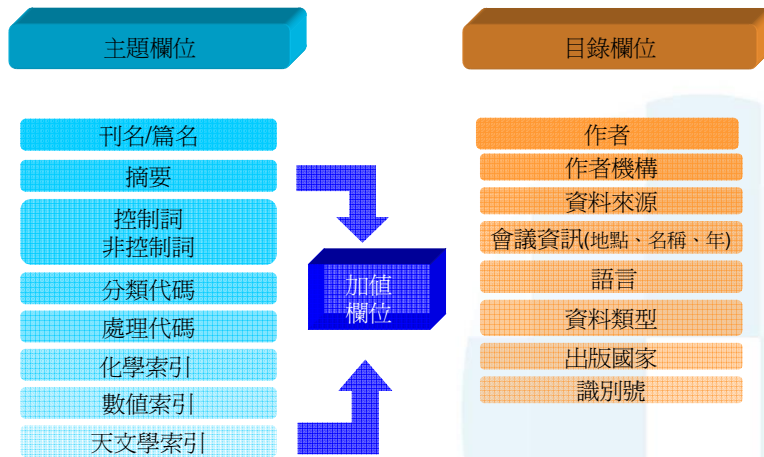 主題欄位
目錄欄位
刊名/篇名
摘要
控制詞
非控制詞
分類代碼
處理代碼
化學索引
數值索引
天文學索引
加值
欄位
作者
作者機構
資料來源
會議資訊(地點、名稱、年)
語言
資料類型
出版國家
識別號